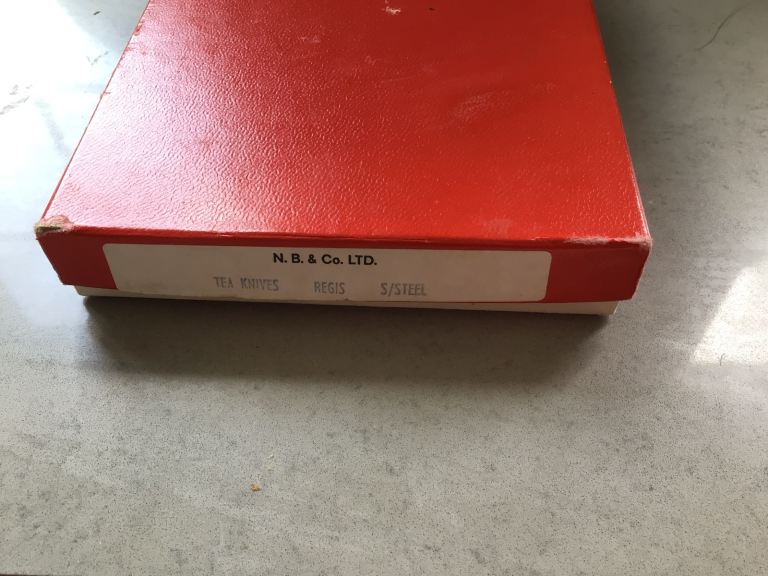 N. B. & Co. LTD.
TEA KNIVES REGIS S/STEEL